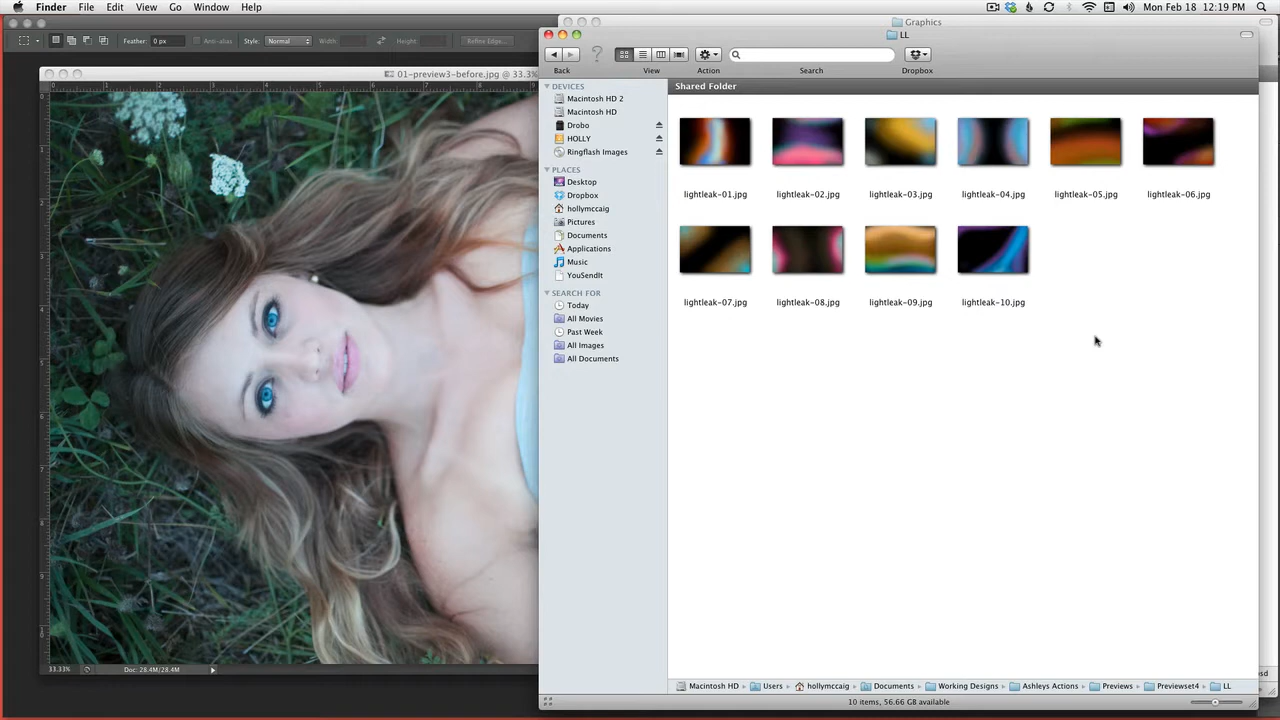 Finder File Edit View Go Window Help
Mon Feb 18 12:19 PM
Graphics
Feather: 0 px Anti-alias Style: Normal Width: Height: Refine Edge...
LL
01-preview3-before.jpg @ 33.3%
Back View Action Search Dropbox
DEVICES
Macintosh HD 2
Macintosh HD
Drobo
HOLLY
Ringflash Images
PLACES
Desktop
Dropbox
hollymccaig
Pictures
Documents
Applications
Music
YouSendIt
SEARCH FOR
Today
All Movies
Past Week
All Images
All Documents
Shared Folder
lightleak-01.jpg lightleak-02.jpg lightleak-03.jpg lightleak-04.jpg lightleak-05.jpg lightleak-06.jpg
lightleak-07.jpg lightleak-08.jpg lightleak-09.jpg lightleak-10.jpg
33.33% Doc: 28.4M/28.4M
Macintosh HD Users hollymccaig Documents Working Designs Ashleys Actions Previews Previewset4 LL
10 items, 56.66 GB available